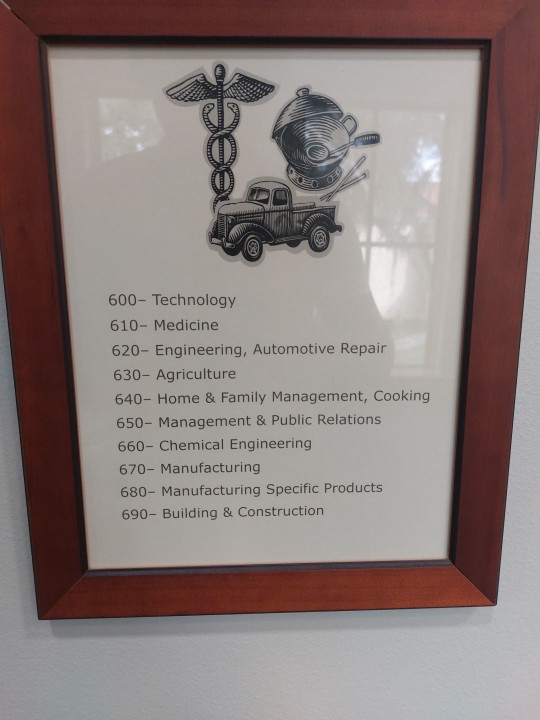 600– Technology
610– Medicine
620– Engineering, Automotive Repair
630– Agriculture
640– Home & Family Management, Cooking
650– Management & Public Relations
660– Chemical Engineering
670– Manufacturing
680– Manufacturing Specific Products
690– Building & Construction